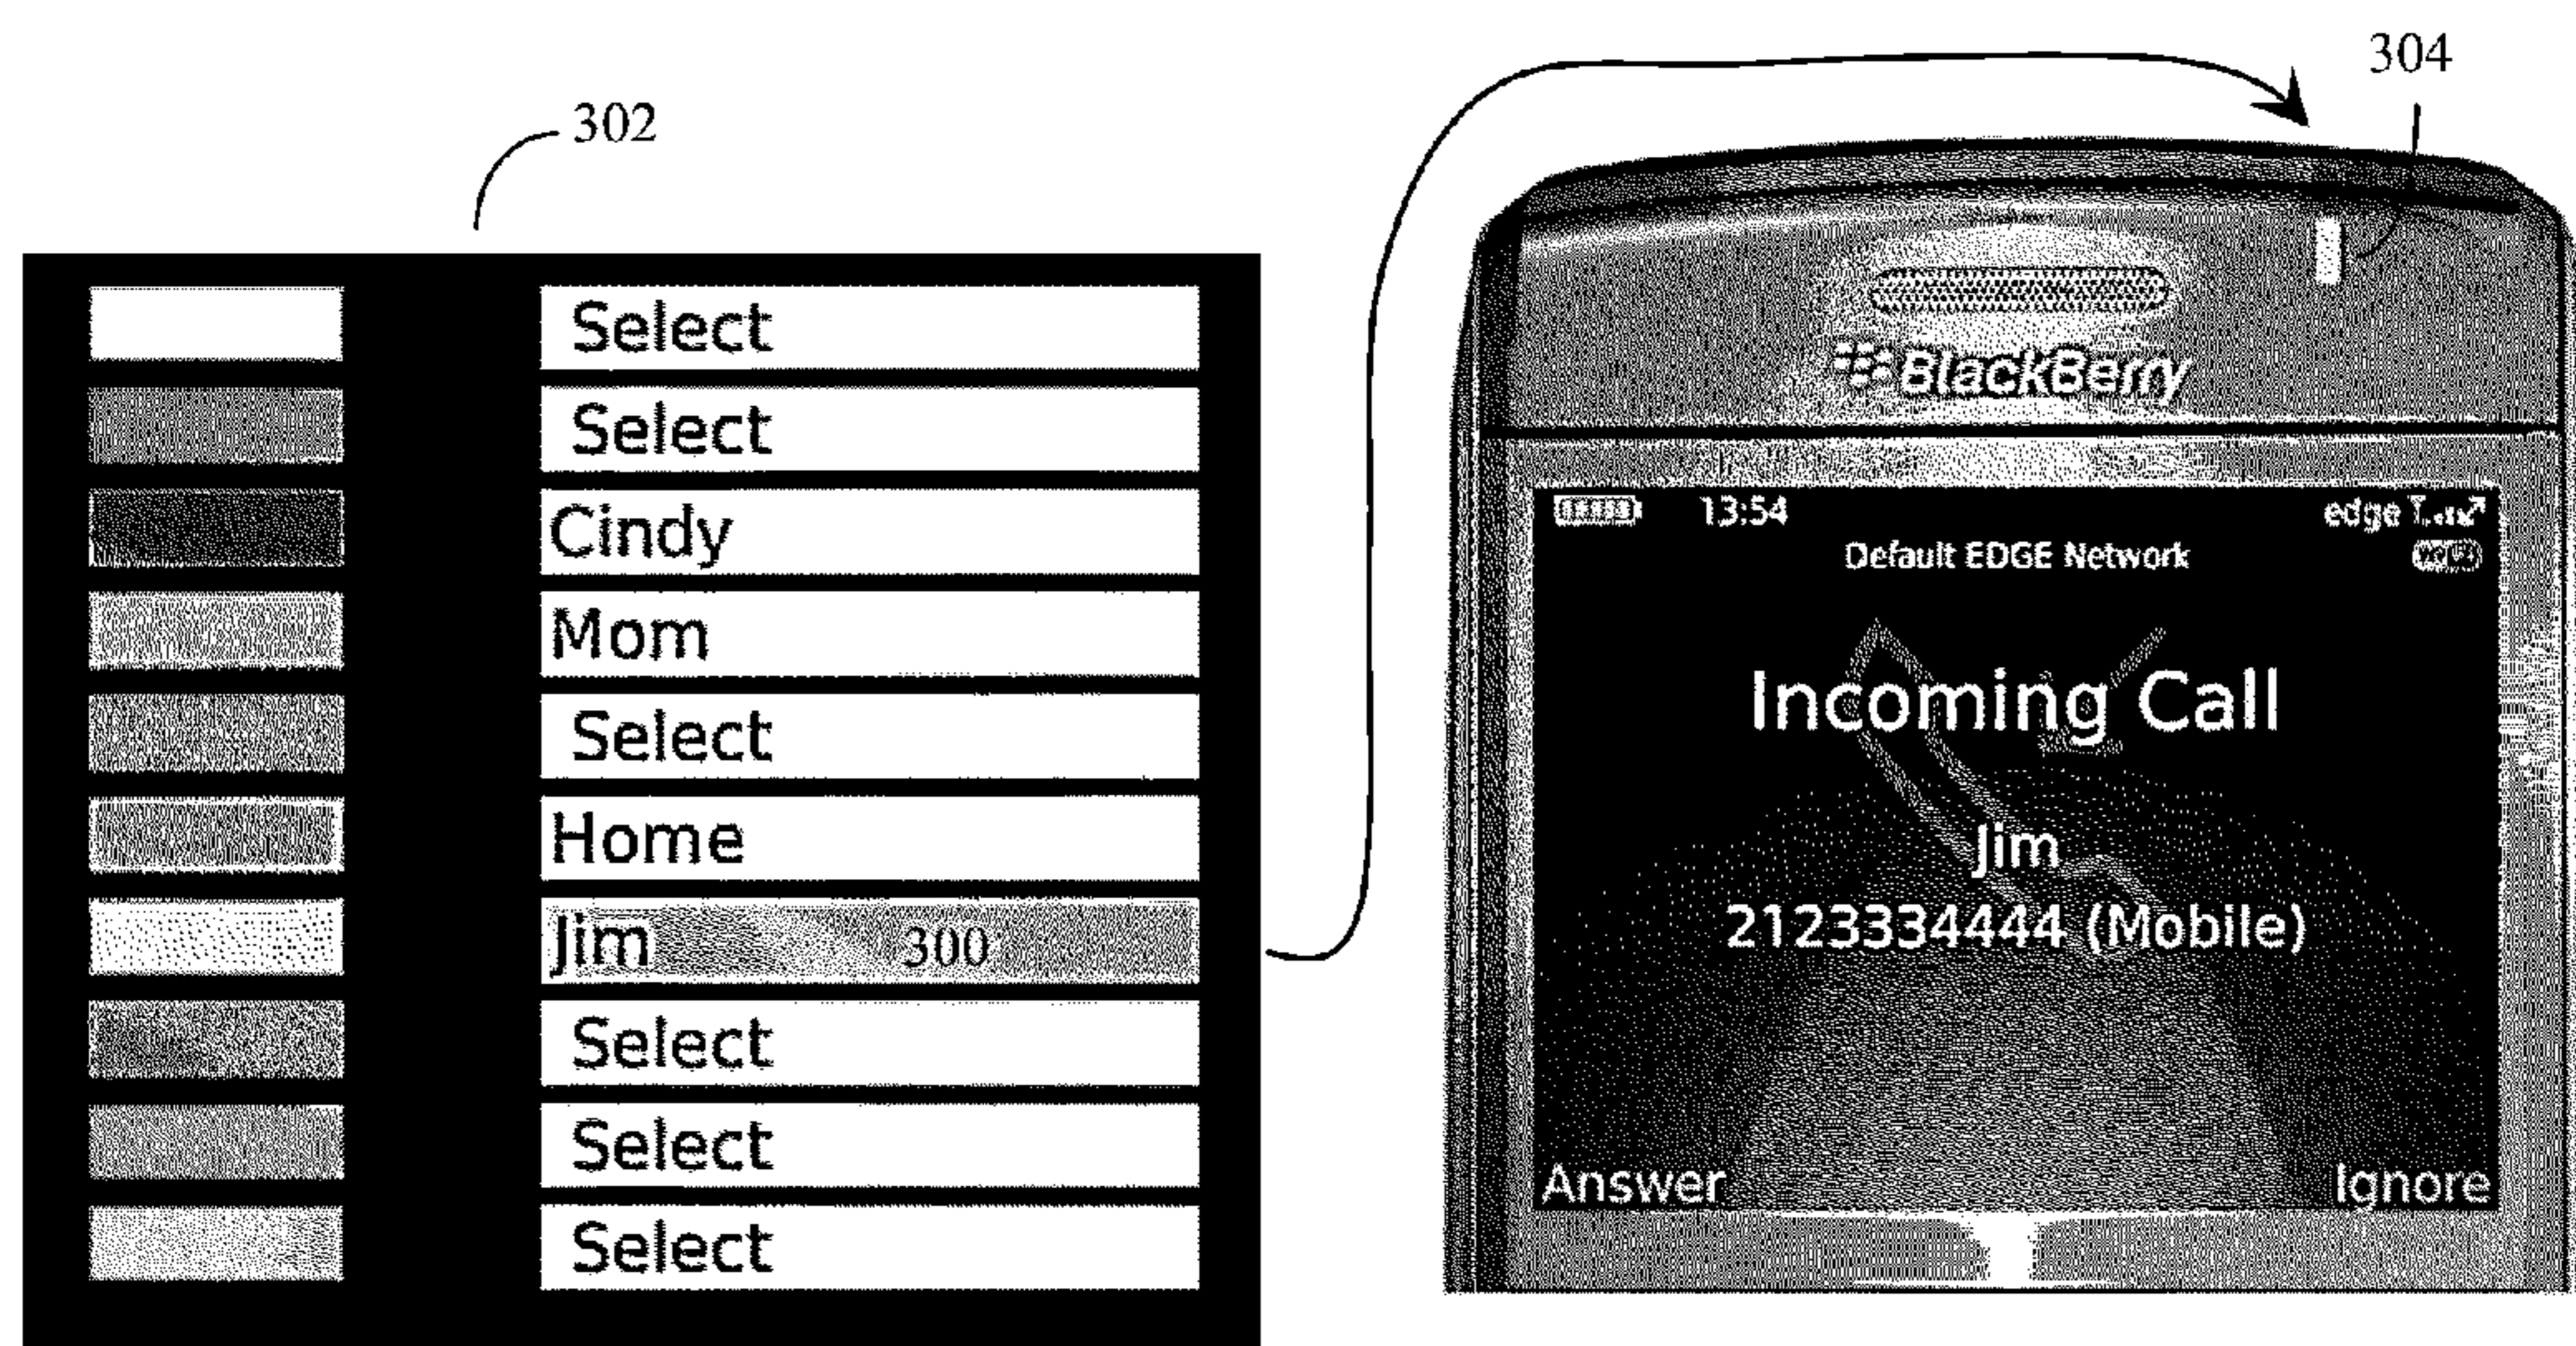 302
Select
Select
Cindy
Mom
Select
Home
Jim 300
Select
Select
Select
304
BlackBerry
13:54 edge
Default EDGE Network
Incoming Call
Jim
2123334444 (Mobile)
Answer Ignore